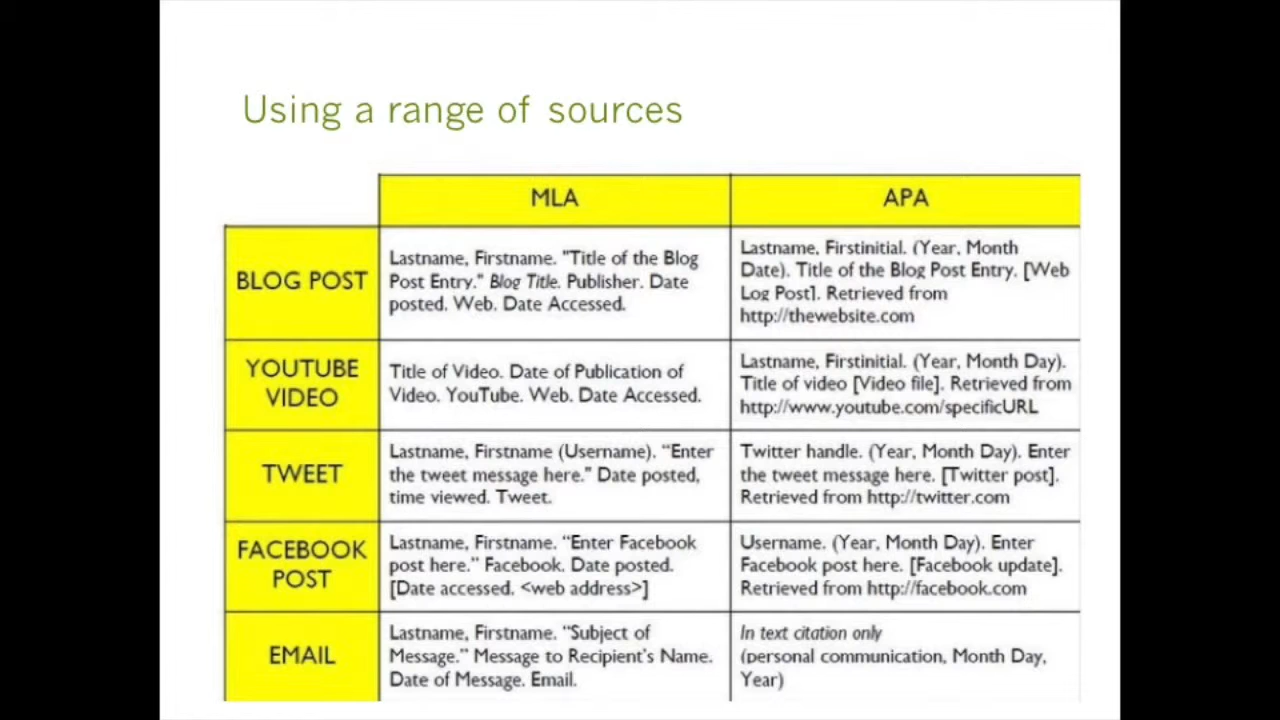 Using a range of sources
MLA
APA
BLOG POST
Lastname, Firstname. "Title of the Blog
Post Entry." Blog Title. Publisher. Date
posted. Web. Date Accessed.
Lastname, Firstinitial. (Year, Month
Date). Title of the Blog Post Entry. [Web
Log Post]. Retrieved from
http://thewebsite.com
YOUTUBE
VIDEO
Title of Video. Date of Publication of
Video. YouTube. Web. Date Accessed.
Lastname, Firstinitial. (Year, Month Day).
Title of video [Video file]. Retrieved from
http://www.youtube.com/specificURL
TWEET
Lastname, Firstname (Username). “Enter
the tweet message here.” Date posted,
time viewed. Tweet.
Twitter handle. (Year, Month Day). Enter
the tweet message here. [Twitter post].
Retrieved from http://twitter.com
FACEBOOK
POST
Lastname, Firstname. “Enter Facebook
post here.” Facebook. Date posted.
[Date accessed. <web address>]
Username. (Year, Month Day). Enter
Facebook post here. [Facebook update].
Retrieved from http://facebook.com
EMAIL
Lastname, Firstname. “Subject of
Message.” Message to Recipient’s Name.
Date of Message. Email.
In text citation only
(personal communication, Month Day,
Year)